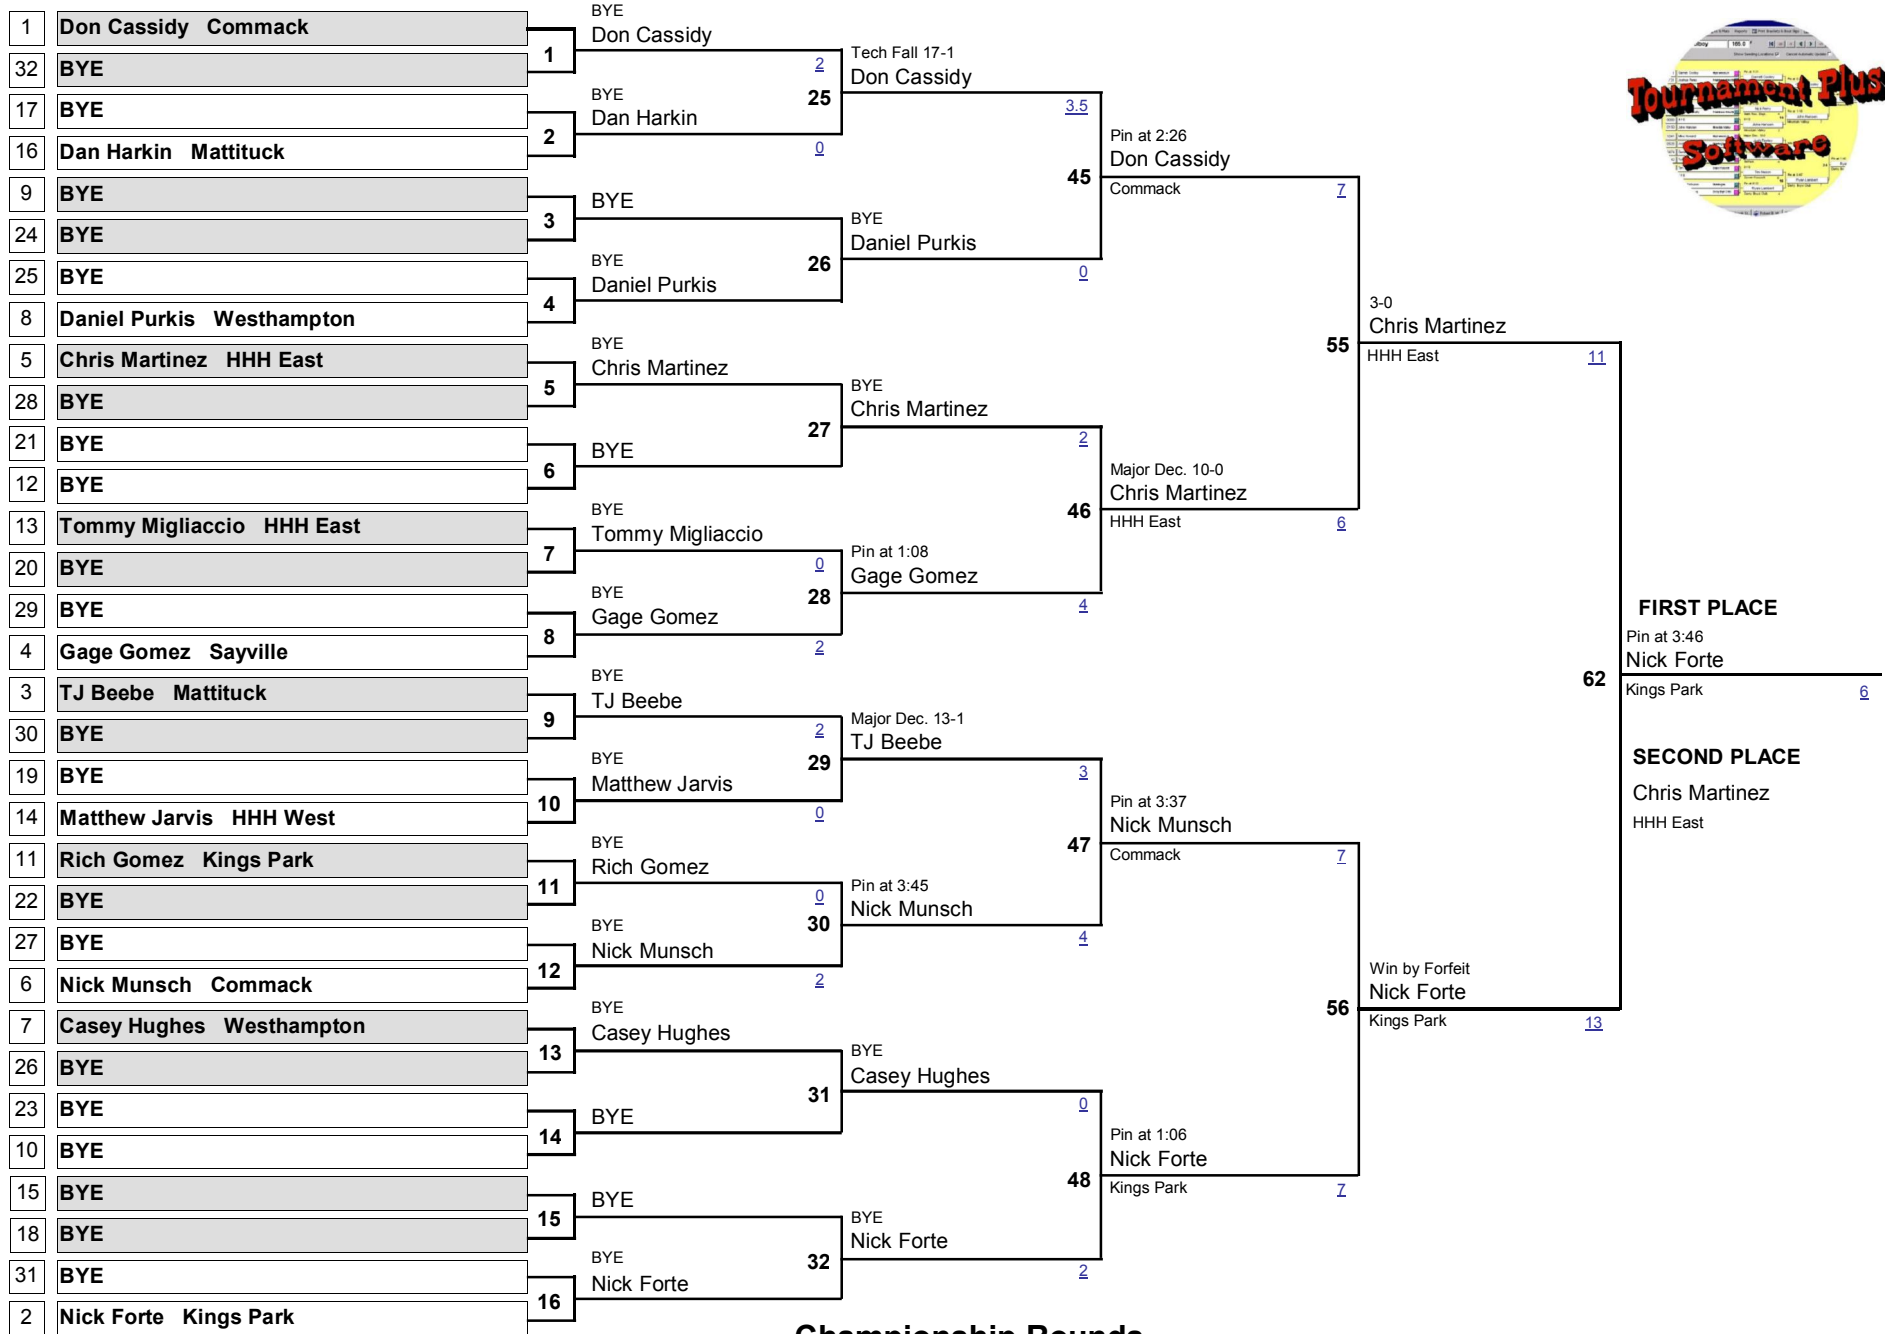 1 Don Cassidy Commack
32 BYE
17 BYE
16 Dan Harkin Mattituck
9 BYE
24 BYE
25 BYE
8 Daniel Purkis Westhampton
5 Chris Martinez HHH East
28 BYE
21 BYE
12 BYE
13 Tommy Migliaccio HHH East
20 BYE
29 BYE
4 Gage Gomez Sayville
3 TJ Beebe Mattituck
30 BYE
19 BYE
14 Matthew Jarvis HHH West
11 Rich Gomez Kings Park
22 BYE
27 BYE
6 Nick Munsch Commack
7 Casey Hughes Westhampton
26 BYE
23 BYE
10 BYE
15 BYE
18 BYE
31 BYE
2 Nick Forte Kings Park
1
2
3
4
5
6
7
8
9
10
11
12
13
14
15
16
BYE
Don Cassidy
2
BYE
Dan Harkin
0
BYE
BYE
Daniel Purkis
BYE
Chris Martinez
BYE
BYE
Tommy Migliaccio
0
BYE
Gage Gomez
2
BYE
TJ Beebe
2
BYE
Matthew Jarvis
0
BYE
Rich Gomez
0
BYE
Nick Munsch
2
BYE
Casey Hughes
BYE
BYE
BYE
Nick Forte
25
26
27
28
29
30
31
32
Tech Fall 17-1
Don Cassidy
3.5
BYE
Daniel Purkis
0
BYE
Chris Martinez
2
Pin at 1:08
Gage Gomez
4
Major Dec. 13-1
TJ Beebe
3
Pin at 3:45
Nick Munsch
4
BYE
Casey Hughes
0
BYE
Nick Forte
2
45
46
47
48
Pin at 2:26
Don Cassidy
Commack
7
Major Dec. 10-0
Chris Martinez
HHH East
6
Pin at 3:37
Nick Munsch
Commack
7
Pin at 1:06
Nick Forte
Kings Park
7
55
56
3-0
Chris Martinez
HHH East
11
Win by Forfeit
Nick Forte
Kings Park
13
62
FIRST PLACE
Pin at 3:46
Nick Forte
Kings Park
6
SECOND PLACE
Chris Martinez
HHH East
Tournament Plus
Software
Championship Rounds